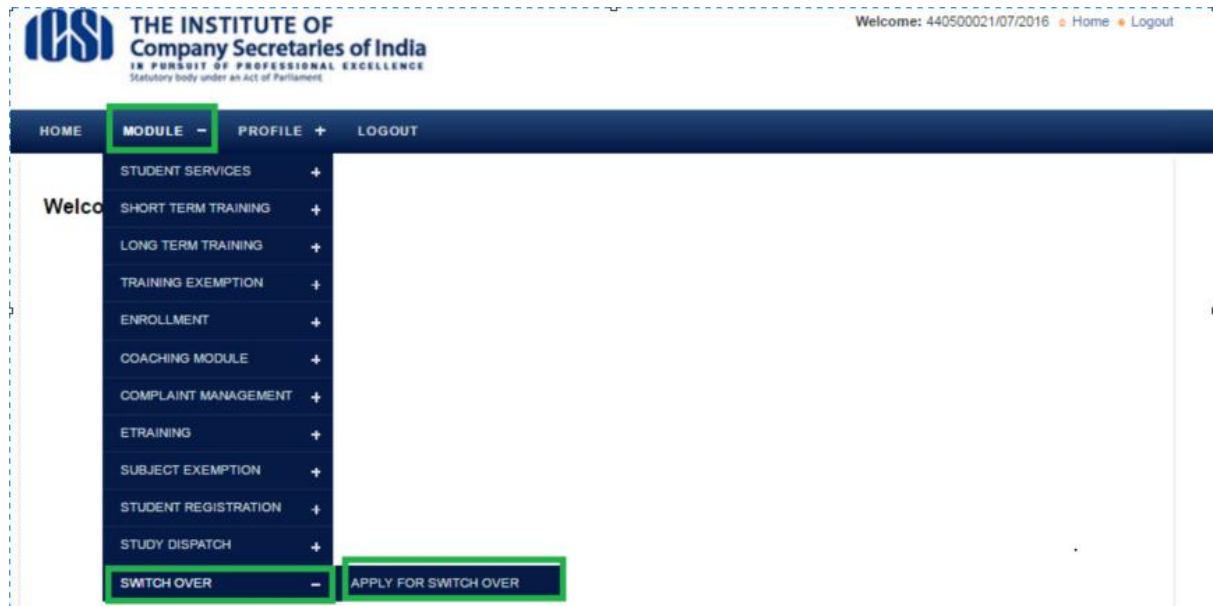 ICSI
THE INSTITUTE OF
Company Secretaries of India
IN PURSUIT OF PROFESSIONAL EXCELLENCE
Statutory body under an Act of Parliament
Welcome: 440500021/07/2016 Home Logout
HOME MODULE – PROFILE + LOGOUT
STUDENT SERVICES +
Welco
SHORT TERM TRAINING +
LONG TERM TRAINING +
TRAINING EXEMPTION +
ENROLLMENT +
COACHING MODULE +
COMPLAINT MANAGEMENT +
ETRAINING +
SUBJECT EXEMPTION +
STUDENT REGISTRATION +
STUDY DISPATCH +
SWITCH OVER – APPLY FOR SWITCH OVER